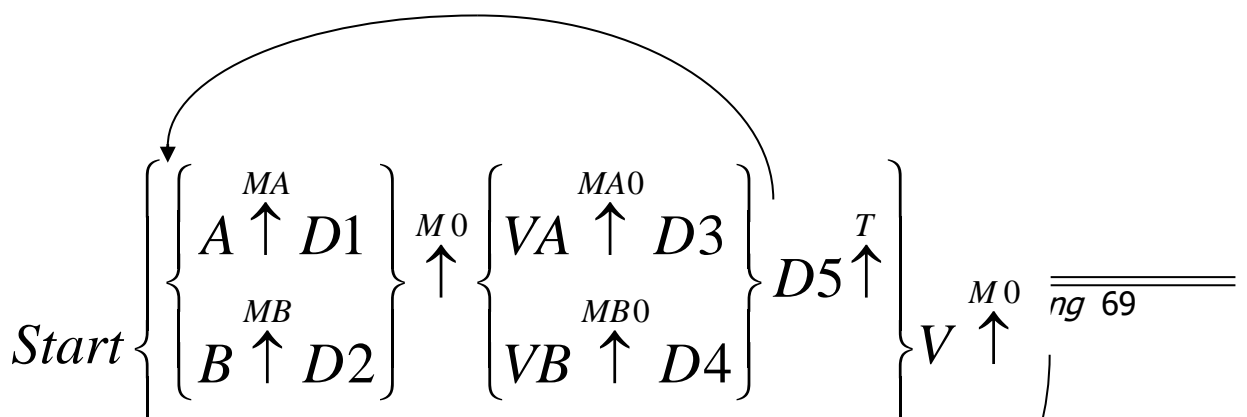 MA MA0
A ↑ D1 M0 VA ↑ D3 T
↑ D5 ↑ M0
MB MB0 ng 69
Start B ↑ D2 VB ↑ D4 V ↑